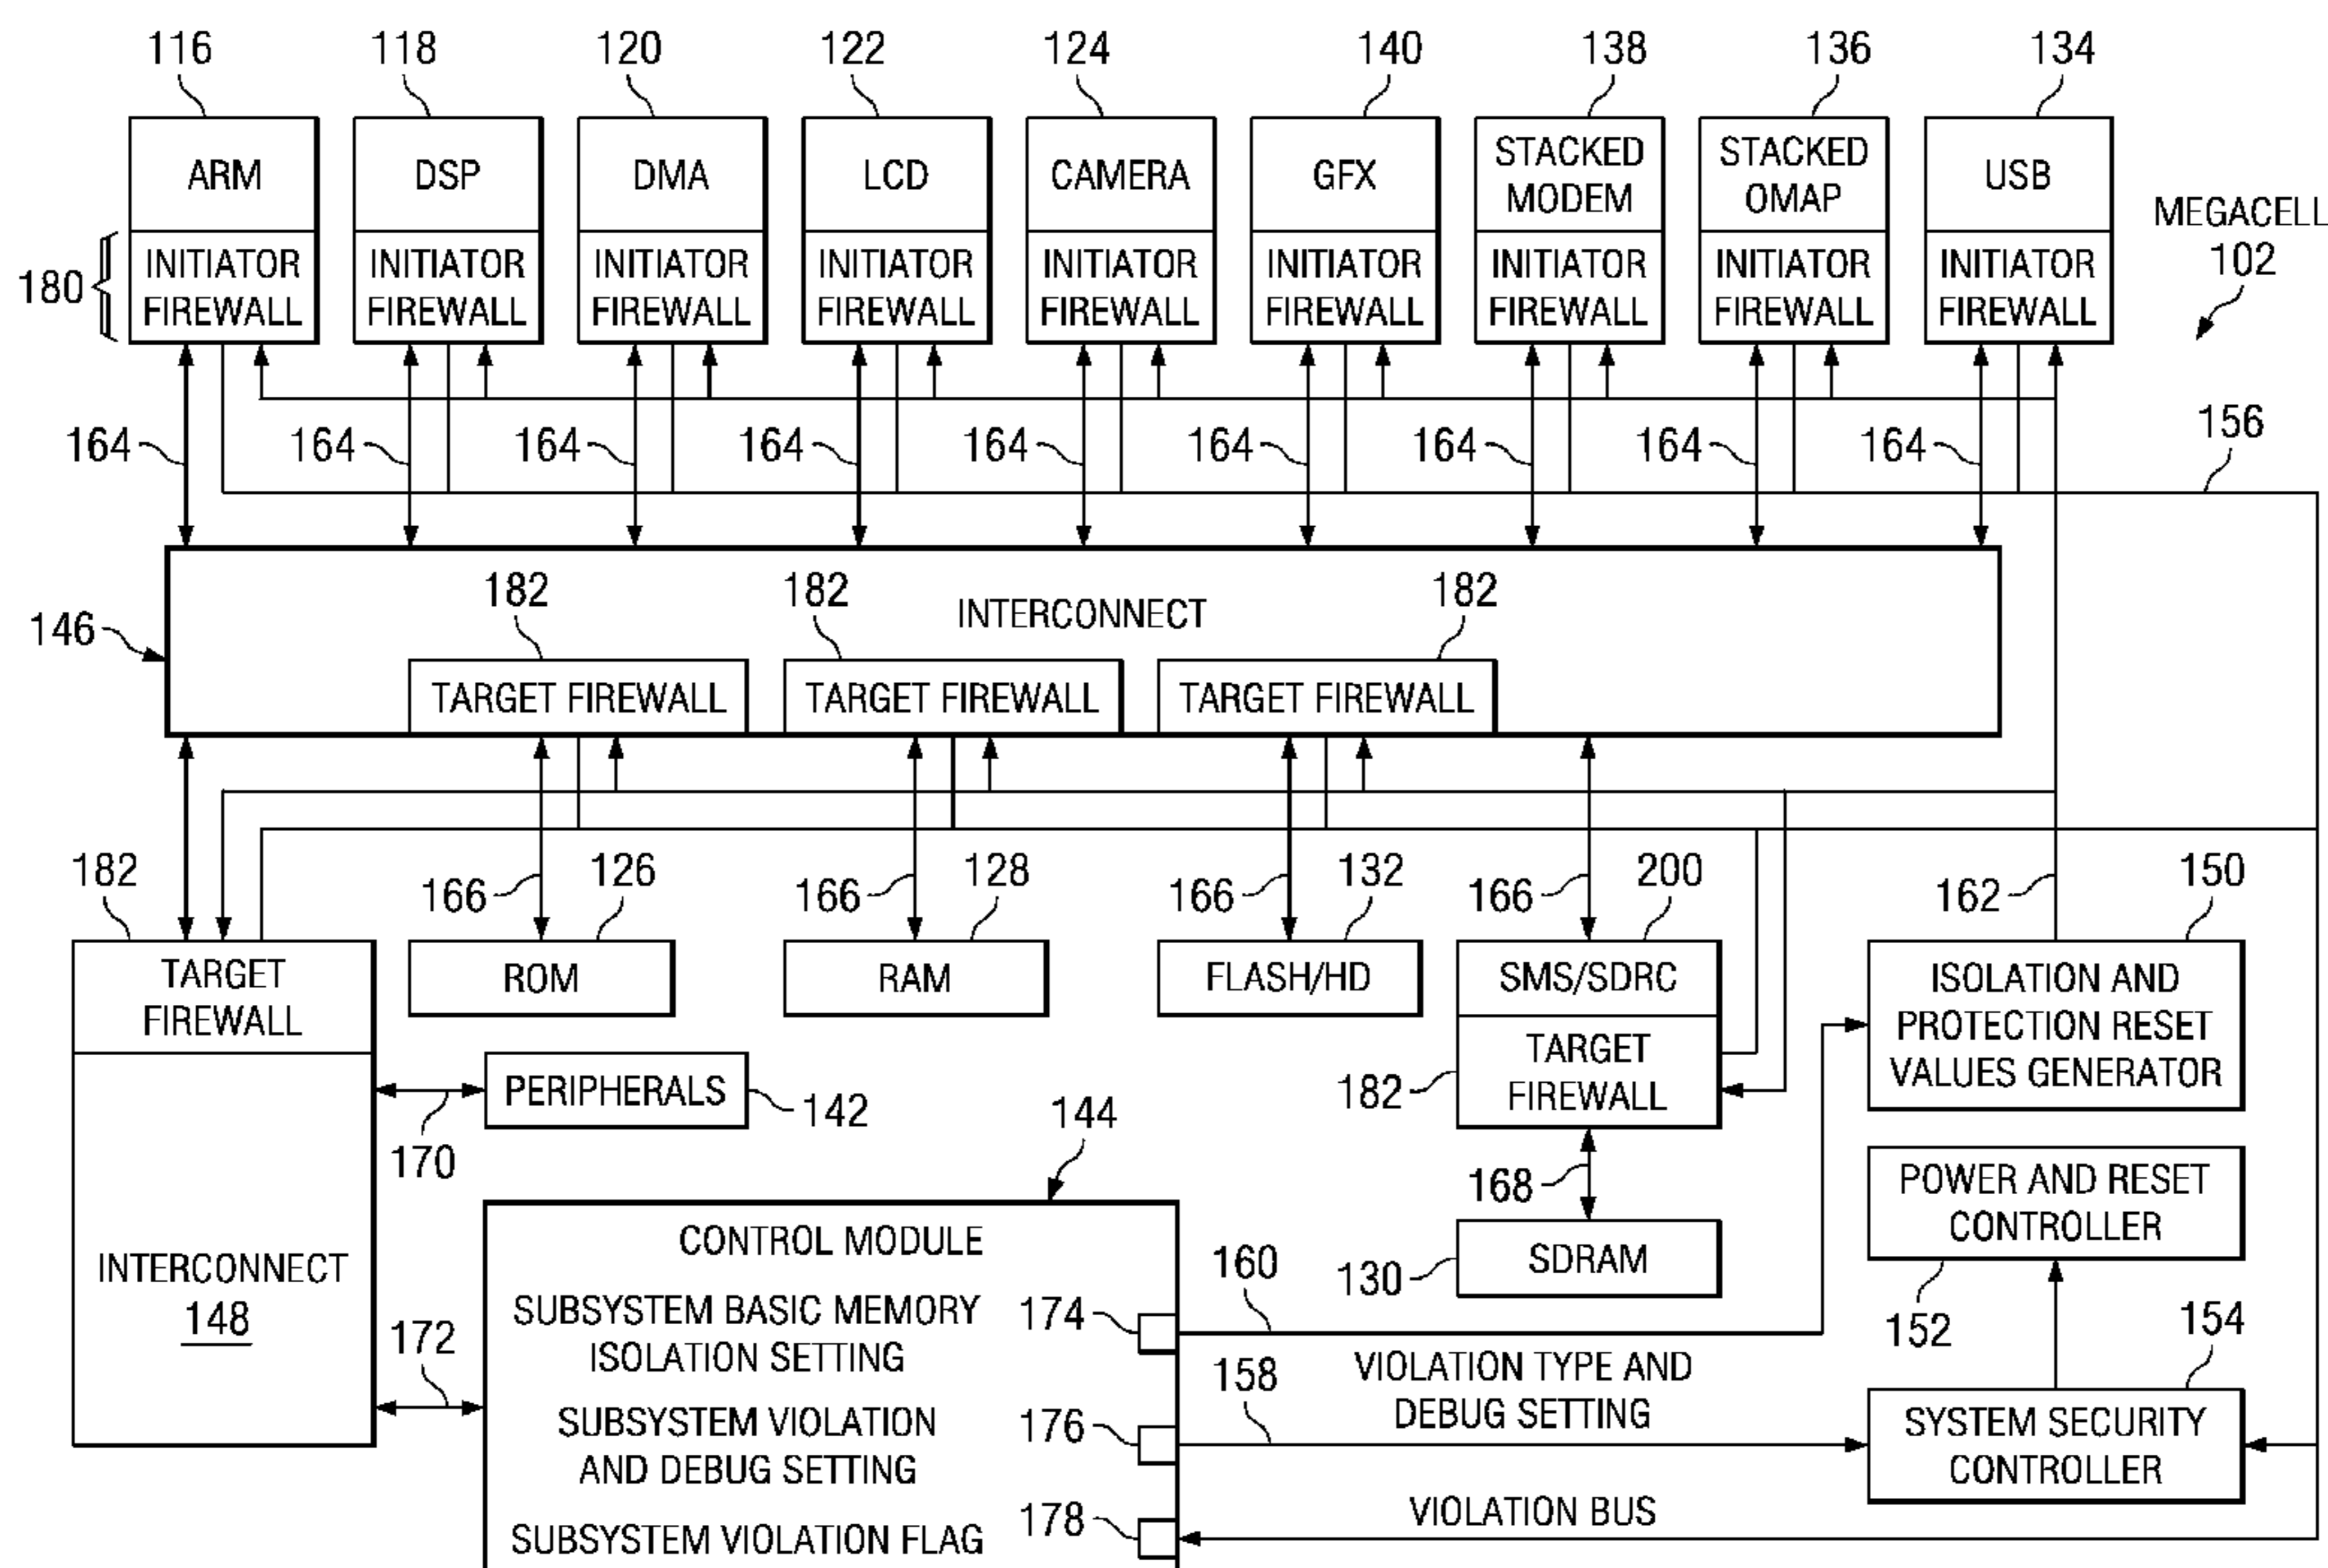 116 118 120 122 124 140 138 136 134
ARM DSP DMA LCD CAMERA GFX STACKED MODEM STACKED OMAP USB
MEGACELL
102
180
INITIATOR FIREWALL INITIATOR FIREWALL INITIATOR FIREWALL INITIATOR FIREWALL INITIATOR FIREWALL INITIATOR FIREWALL INITIATOR FIREWALL INITIATOR FIREWALL INITIATOR FIREWALL
156
164 164 164 164 164 164 164 164 164
182 182 182
INTERCONNECT
146
TARGET FIREWALL TARGET FIREWALL TARGET FIREWALL
182 166 126 166 128 166 132 166 200 162 150
TARGET
FIREWALL
ROM RAM FLASH/HD SMS/SDRC
TARGET
FIREWALL
182
ISOLATION AND
PROTECTION RESET
VALUES GENERATOR
PERIPHERALS
142
170
144
168
POWER AND RESET
CONTROLLER
152
SDRAM
130
INTERCONNECT
148
172
CONTROL MODULE
SUBSYSTEM BASIC MEMORY
ISOLATION SETTING
174
160
SUBSYSTEM VIOLATION
AND DEBUG SETTING
176
158
VIOLATION TYPE AND
DEBUG SETTING
154
SYSTEM SECURITY
CONTROLLER
SUBSYSTEM VIOLATION FLAG
178
VIOLATION BUS